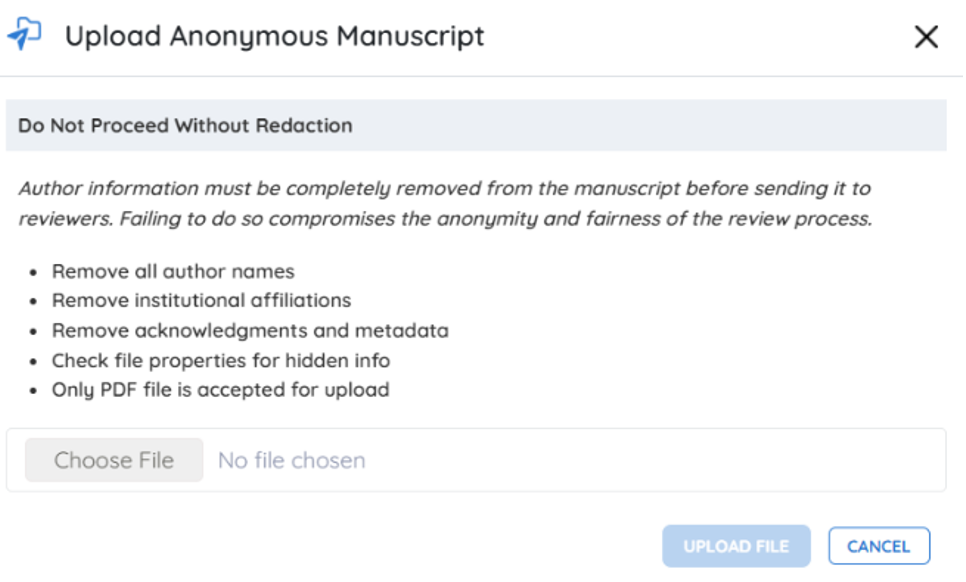 Upload Anonymous Manuscript
Do Not Proceed Without Redaction
Author information must be completely removed from the manuscript before sending it to
reviewers. Failing to do so compromises the anonymity and fairness of the review process.
• Remove all author names
• Remove institutional affiliations
• Remove acknowledgments and metadata
• Check file properties for hidden info
• Only PDF file is accepted for upload
Choose File No file chosen
UPLOAD FILE CANCEL